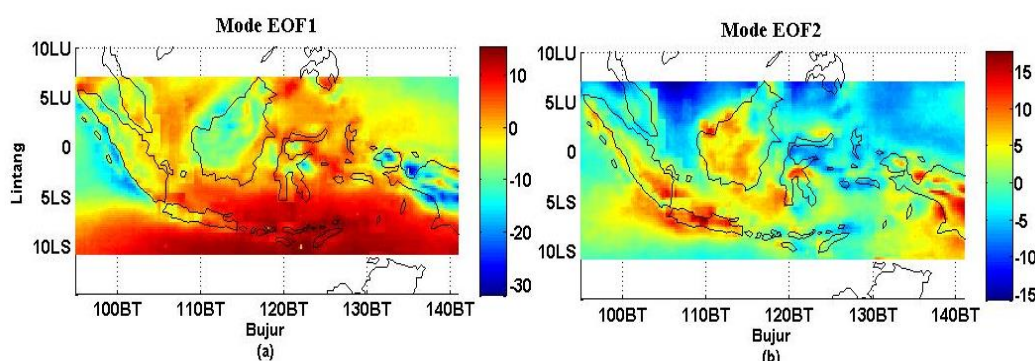 Mode EOF1
10LU
5LU
0
5LS
10LS
Lintang
100BT 110BT 120BT 130BT 140BT
Bujur
(a)
10
0
-10
-20
-30
Mode EOF2
10LU
5LU
0
5LS
10LS
100BT 110BT 120BT 130BT 140BT
Bujur
(b)
15
10
5
0
-5
-10
-15